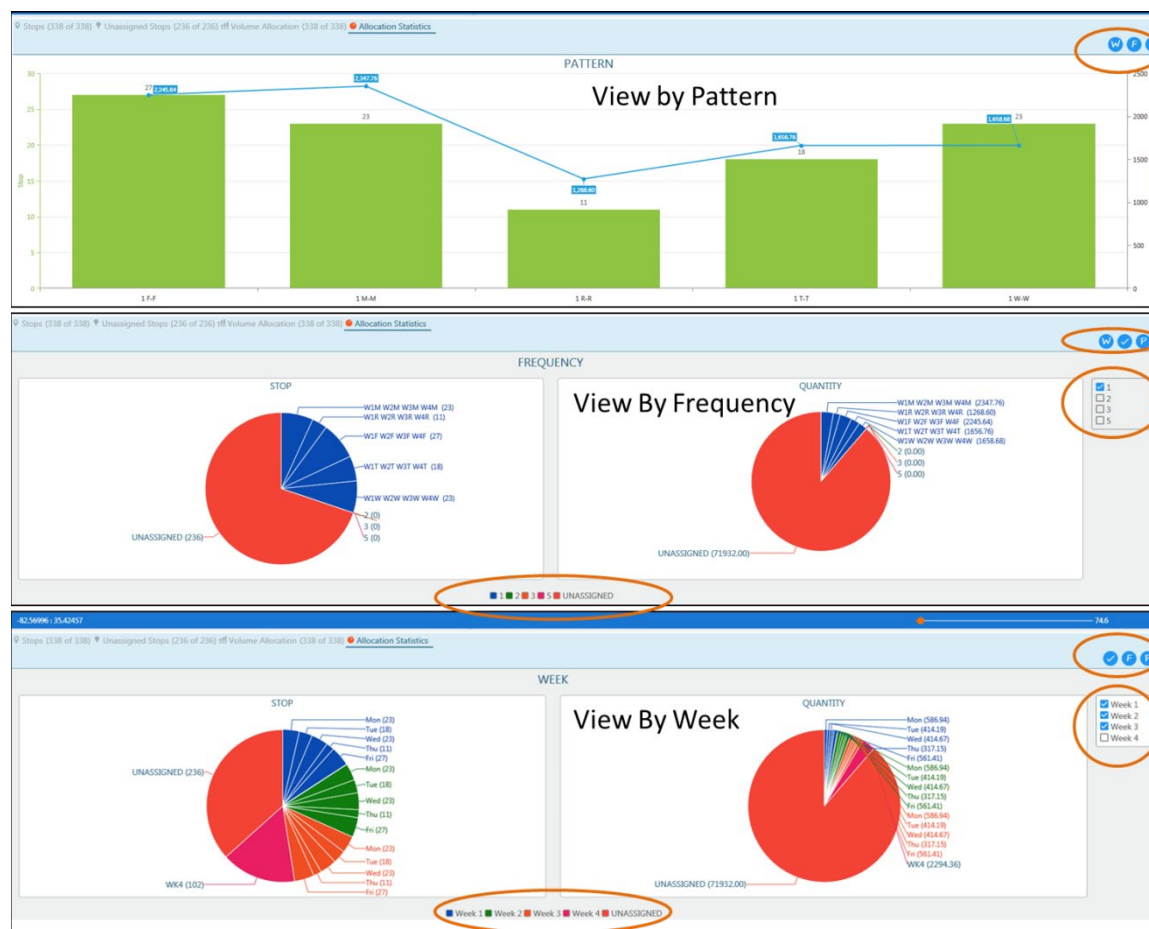 Stops (338 of 338) Unassigned Stops (236 of 236) Volume Allocation (338 of 338) Allocation Statistics
W F
PATTERN
View by Pattern
30
25
20
15
10
5
0
Stop
27
2,245.64
2,347.76
23
1,268.60
11
1,656.76
18
1,658.68
23
2500
2000
1500
1000
500
0
1 F-F
1 M-M
1 R-R
1 T-T
1 W-W
Stops (338 of 338) Unassigned Stops (236 of 236) Volume Allocation (338 of 338) Allocation Statistics
W P
FREQUENCY
STOP
W1M W2M W3M W4M (23)
W1R W2R W3R W4R (11)
W1F W2F W3F W4F (27)
W1T W2T W3T W4T (18)
W1W W2W W3W W4W (23)
2 (0)
3 (0)
5 (0)
UNASSIGNED (236)
QUANTITY
View By Frequency
W1M W2M W3M W4M (2347.76)
W1R W2R W3R W4R (1268.60)
W1F W2F W3F W4F (2245.64)
W1T W2T W3T W4T (1656.76)
W1W W2W W3W W4W (1658.68)
2 (0.00)
3 (0.00)
5 (0.00)
UNASSIGNED (71932.00)
1
2
3
5
1 2 3 5 UNASSIGNED
-82.56996 : 35.42457
74.6
Stops (338 of 338) Unassigned Stops (236 of 236) Volume Allocation (338 of 338) Allocation Statistics
F P
WEEK
STOP
Mon (23)
Tue (18)
Wed (23)
Thu (11)
Fri (27)
Mon (23)
Tue (18)
Wed (23)
Thu (11)
Fri (27)
Mon (23)
Tue (18)
Wed (23)
Thu (11)
Fri (27)
WK4 (102)
UNASSIGNED (236)
QUANTITY
View By Week
Mon (586.94)
Tue (414.19)
Wed (414.67)
Thu (317.15)
Fri (561.41)
Mon (586.94)
Tue (414.19)
Wed (414.67)
Thu (317.15)
Fri (561.41)
Mon (586.94)
Tue (414.19)
Wed (414.67)
Thu (317.15)
Fri (561.41)
WK4 (2294.36)
UNASSIGNED (71932.00)
Week 1
Week 2
Week 3
Week 4
Week 1 Week 2 Week 3 Week 4 UNASSIGNED